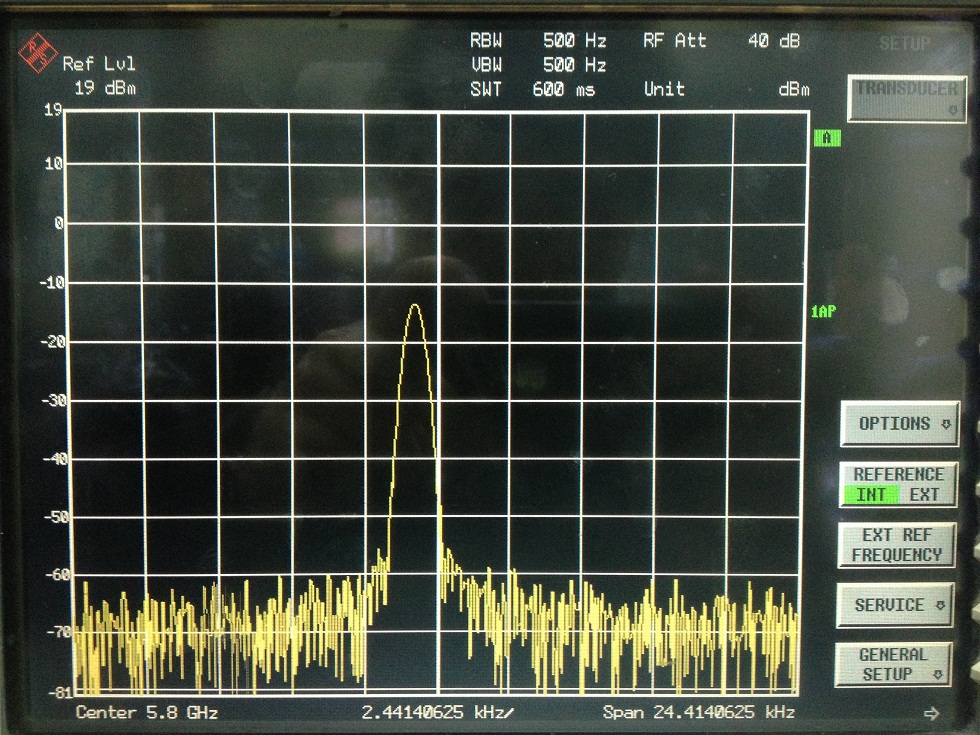 RBW 500 Hz RF Att 40 dB SETUP
Ref Lvl VBW 500 Hz
19 dBm SWT 600 ms Unit dBm
TRANSDUCER
19
A
10
0
-10
1AP
-20
-30
OPTIONS
-40
REFERENCE
INT EXT
-50
EXT REF
FREQUENCY
-60
SERVICE
-70
GENERAL
SETUP
-81
Center 5.8 GHz 2.44140625 kHz/ Span 24.4140625 kHz